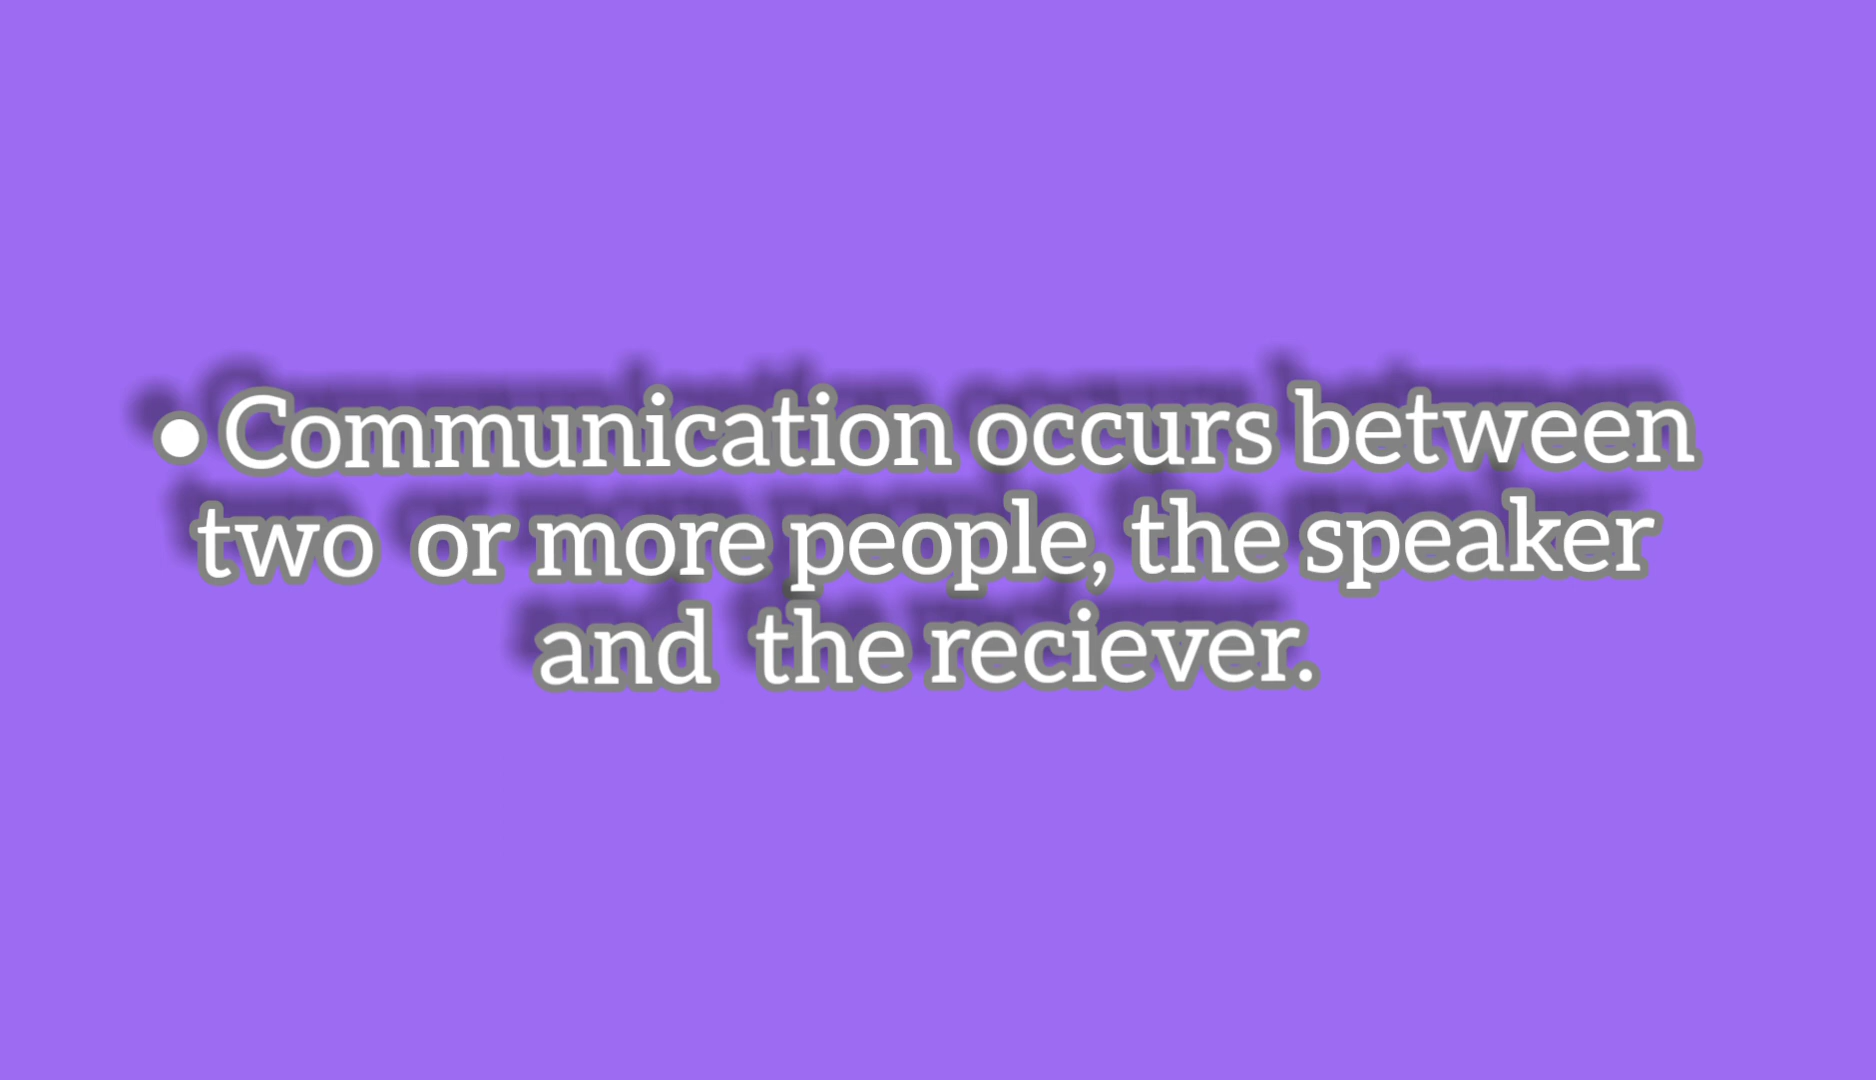 • Communication occurs between
two  or more people, the speaker
and  the reciever.